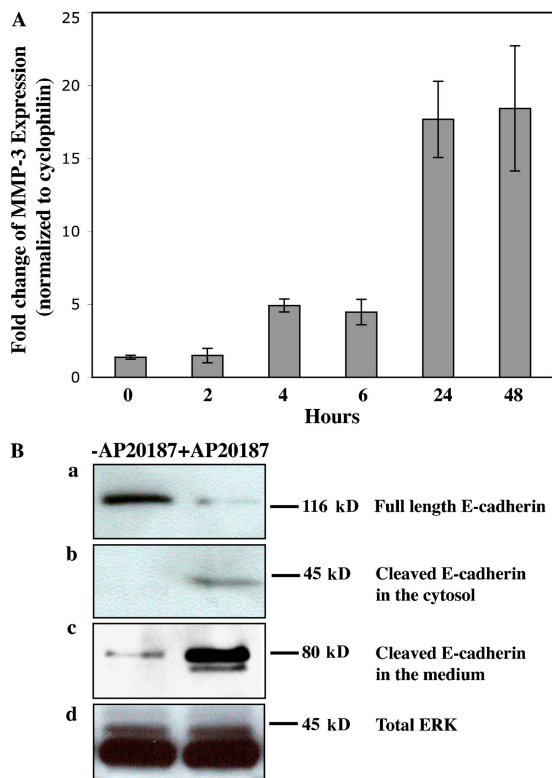 A
Fold change of MMP-3 Expression
(normalized to cyclophilin)
25
20
15
10
5
0
0 2 4 6 24 48
Hours
B
-AP20187+AP20187
a
116 kD Full length E-cadherin
b
45 kD Cleaved E-cadherin
in the cytosol
c
80 kD Cleaved E-cadherin
in the medium
d
45 kD Total ERK